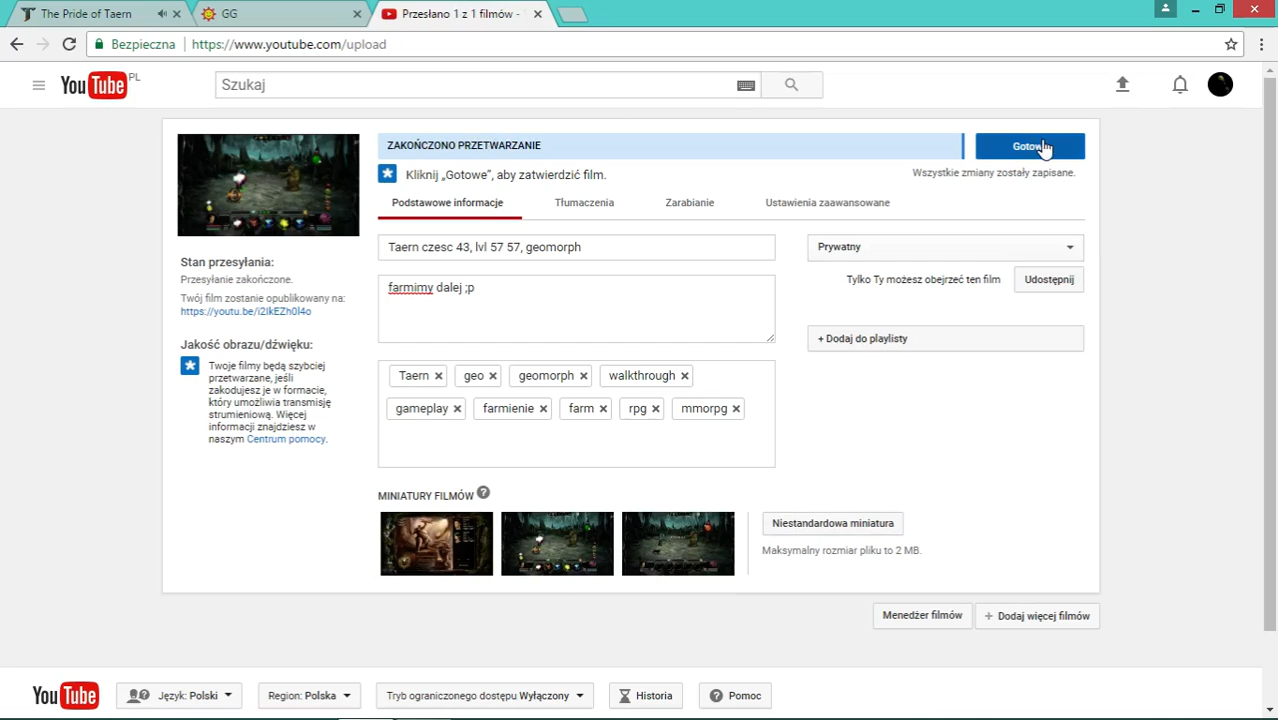 The Pride of Taern
GG
Przesłano 1 z 1 filmów -
Bezpieczna
https://www.youtube.com/upload
YouTube PL
Szukaj
ZAKOŃCZONO PRZETWARZANIE
Gotowe
Kliknij „Gotowe", aby zatwierdzić film.
Wszystkie zmiany zostały zapisane.
Podstawowe informacje
Tłumaczenia
Zarabianie
Ustawienia zaawansowane
Taern czesc 43, lvl 57 57, geomorph
Prywatny
Stan przesyłania:
Przesyłanie zakończone.
Twój film zostanie opublikowany na:
https://youtu.be/i2IkEZh0l4o
farmimy dalej ;p
Tylko Ty możesz obejrzeć ten film
Udostępnij
+ Dodaj do playlisty
Jakość obrazu/dźwięku:
Twoje filmy będą szybciej
przetwarzane, jeśli
zakodujesz je w formacie,
który umożliwia transmisję
strumieniową. Więcej
informacji znajdziesz w
naszym Centrum pomocy.
Taern
geo
geomorph
walkthrough
gameplay
farmienie
farm
rpg
mmorpg
MINIATURY FILMÓW ?
Niestandardowa miniatura
Maksymalny rozmiar pliku to 2 MB.
Menedżer filmów
+ Dodaj więcej filmów
YouTube
Język: Polski
Region: Polska
Tryb ograniczonego dostępu Wyłączony
Historia
Pomoc